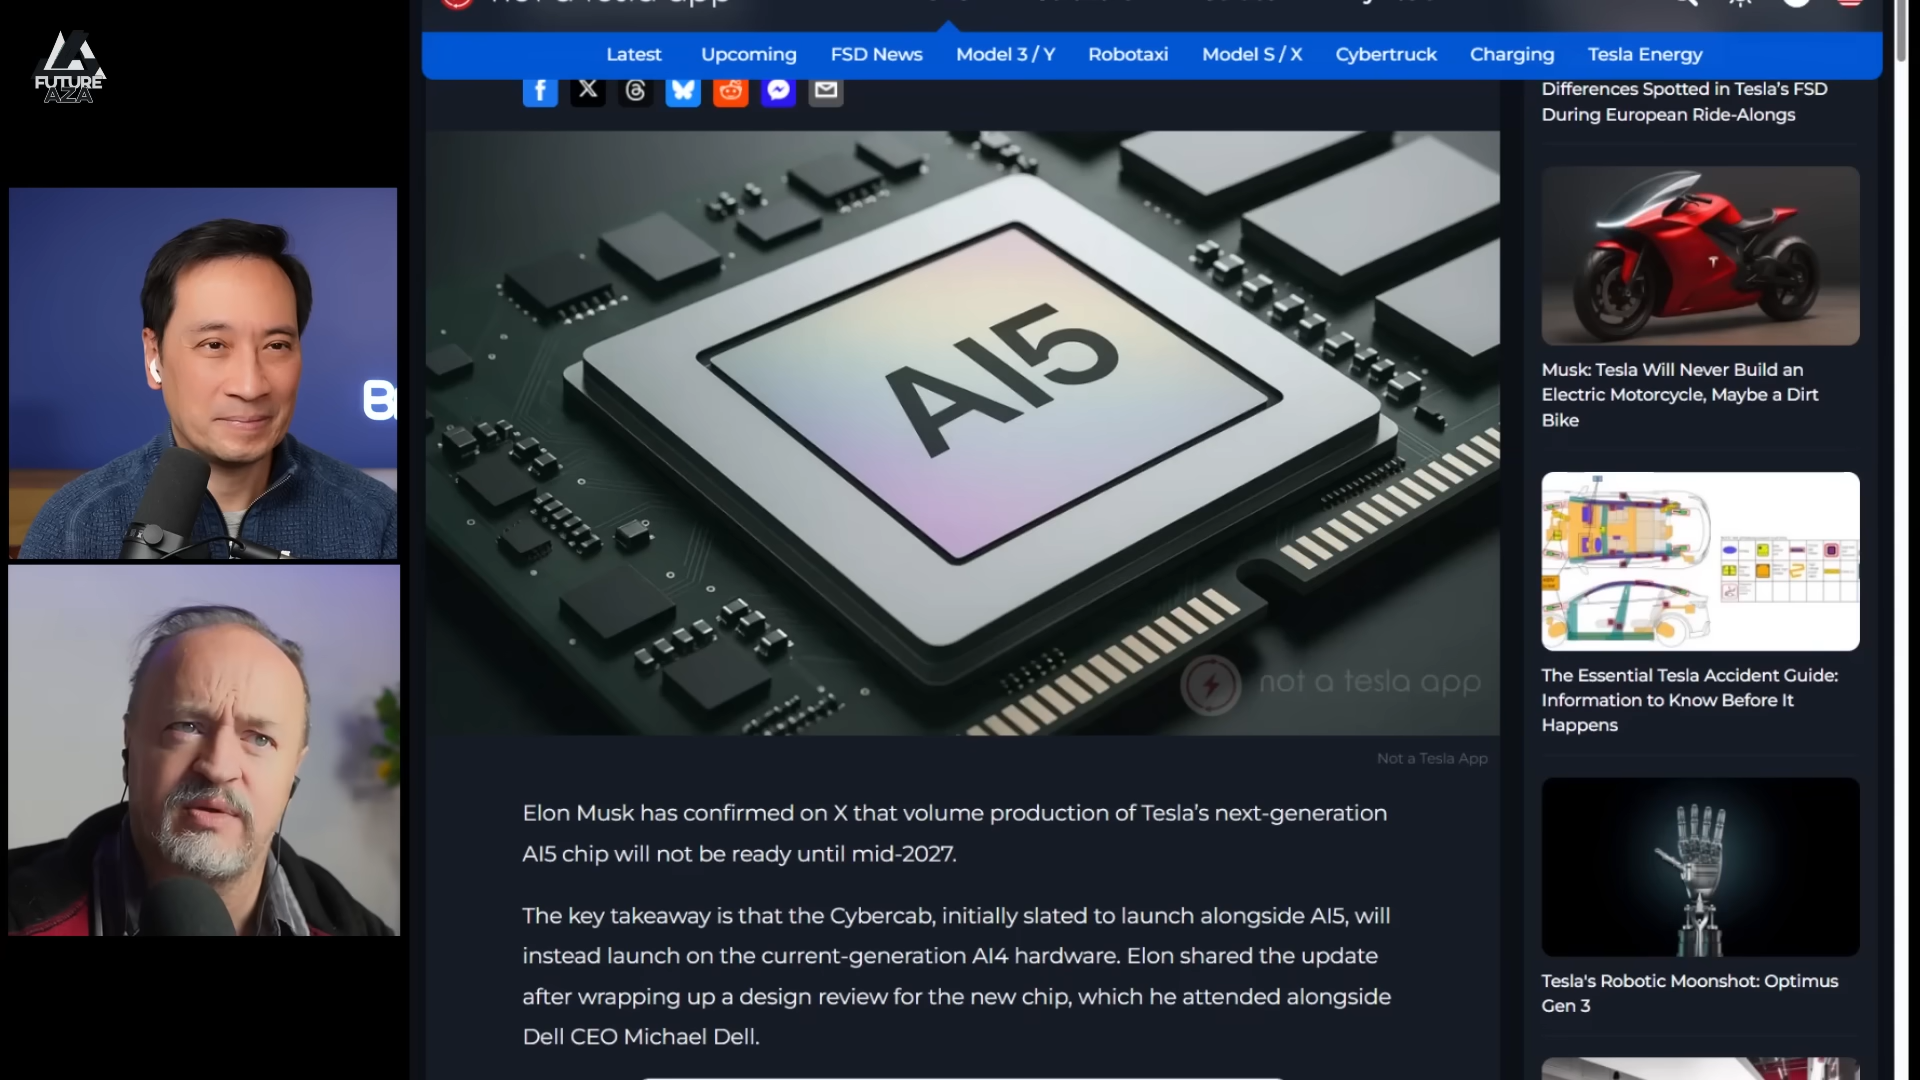 FUTURE
AZA
not a tesla app
Latest Upcoming FSD News Model 3 / Y Robotaxi Model S / X Cybertruck Charging Tesla Energy
Differences Spotted in Tesla's FSD
During European Ride-Alongs
AI5
not a tesla app
Not a Tesla App
Musk: Tesla Will Never Build an
Electric Motorcycle, Maybe a Dirt
Bike
The Essential Tesla Accident Guide:
Information to Know Before It
Happens
Elon Musk has confirmed on X that volume production of Tesla's next-generation
AI5 chip will not be ready until mid-2027.
The key takeaway is that the Cybercab, initially slated to launch alongside AI5, will
instead launch on the current-generation AI4 hardware. Elon shared the update
after wrapping up a design review for the new chip, which he attended alongside
Dell CEO Michael Dell.
Tesla's Robotic Moonshot: Optimus
Gen 3